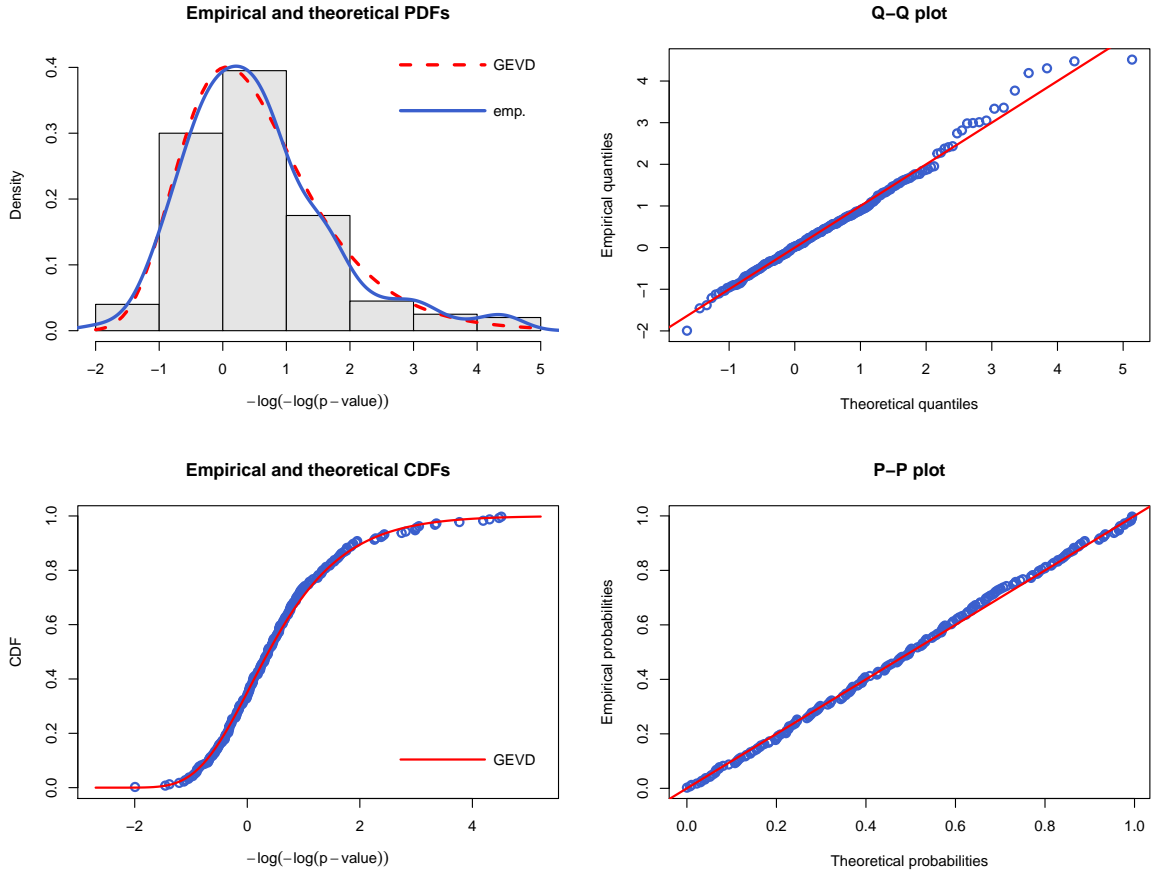 Empirical and theoretical PDFs
Density
0.0 0.1 0.2 0.3 0.4
GEVD
emp.
−2 −1 0 1 2 3 4 5
−log(−log(p−value))
Q−Q plot
Empirical quantiles
−2 −1 0 1 2 3 4
−1 0 1 2 3 4 5
Theoretical quantiles
Empirical and theoretical CDFs
CDF
0.0 0.2 0.4 0.6 0.8 1.0
GEVD
−2 0 2 4
−log(−log(p−value))
P−P plot
Empirical probabilities
0.0 0.2 0.4 0.6 0.8 1.0
0.0 0.2 0.4 0.6 0.8 1.0
Theoretical probabilities